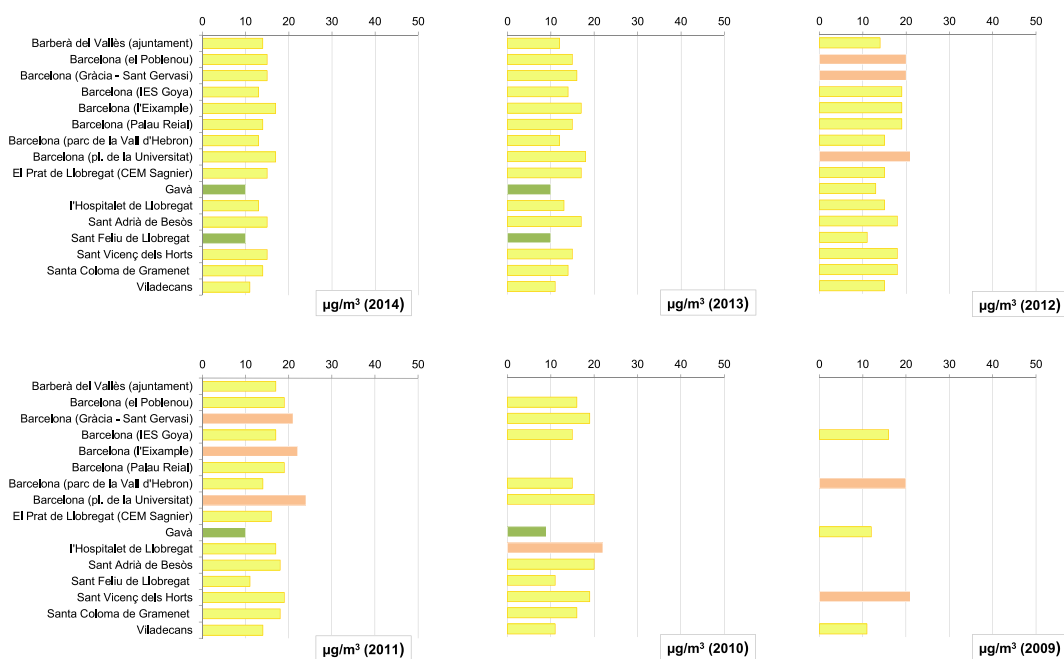 0 10 20 30 40 50
0 10 20 30 40 50
0 10 20 30 40 50
Barberà del Vallès (ajuntament)
Barcelona (el Poblenou)
Barcelona (Gràcia - Sant Gervasi)
Barcelona (IES Goya)
Barcelona (l'Eixample)
Barcelona (Palau Reial)
Barcelona (parc de la Vall d'Hebron)
Barcelona (pl. de la Universitat)
El Prat de Llobregat (CEM Sagnier)
Gavà
l'Hospitalet de Llobregat
Sant Adrià de Besòs
Sant Feliu de Llobregat
Sant Vicenç dels Horts
Santa Coloma de Gramenet
Viladecans
µg/m³ (2014)
µg/m³ (2013)
µg/m³ (2012)
0 10 20 30 40 50
0 10 20 30 40 50
0 10 20 30 40 50
Barberà del Vallès (ajuntament)
Barcelona (el Poblenou)
Barcelona (Gràcia - Sant Gervasi)
Barcelona (IES Goya)
Barcelona (l'Eixample)
Barcelona (Palau Reial)
Barcelona (parc de la Vall d'Hebron)
Barcelona (pl. de la Universitat)
El Prat de Llobregat (CEM Sagnier)
Gavà
l'Hospitalet de Llobregat
Sant Adrià de Besòs
Sant Feliu de Llobregat
Sant Vicenç dels Horts
Santa Coloma de Gramenet
Viladecans
µg/m³ (2011)
µg/m³ (2010)
µg/m³ (2009)